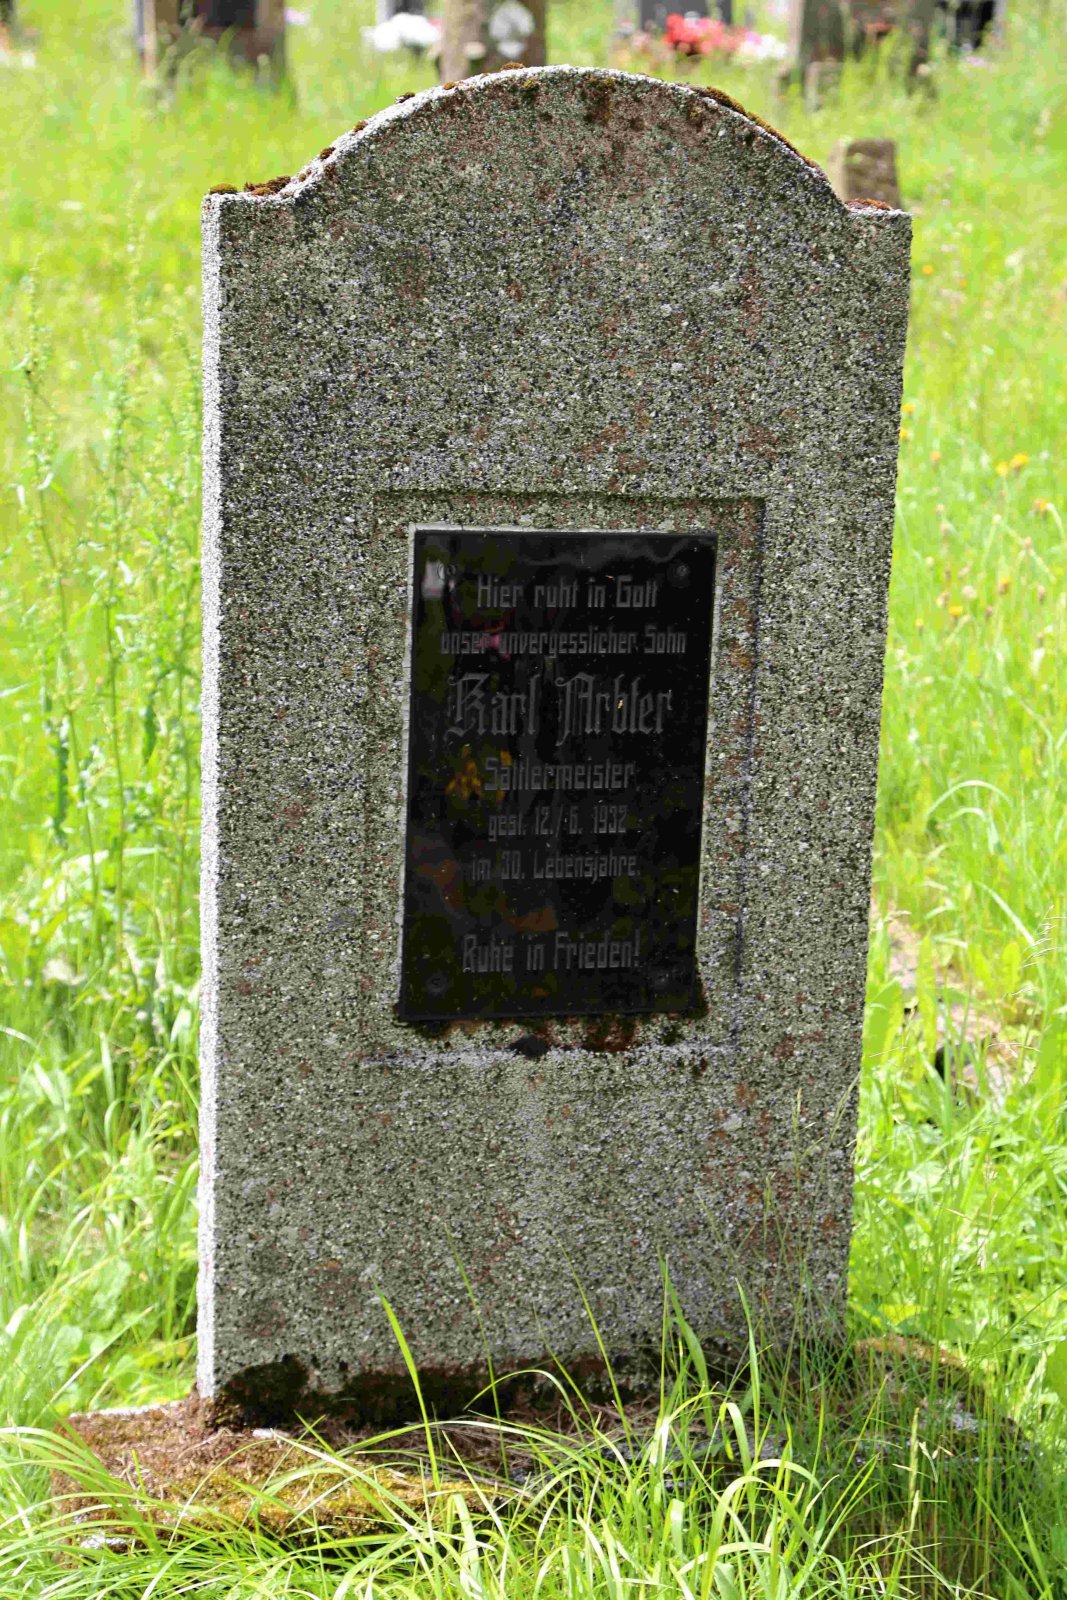 Hier ruht in Gott
unser unvergesslicher Sohn
Karl Arbter
Sattlermeister
gest. 12./6. 1932
im 30. Lebensjahre.
Ruhe in Frieden!